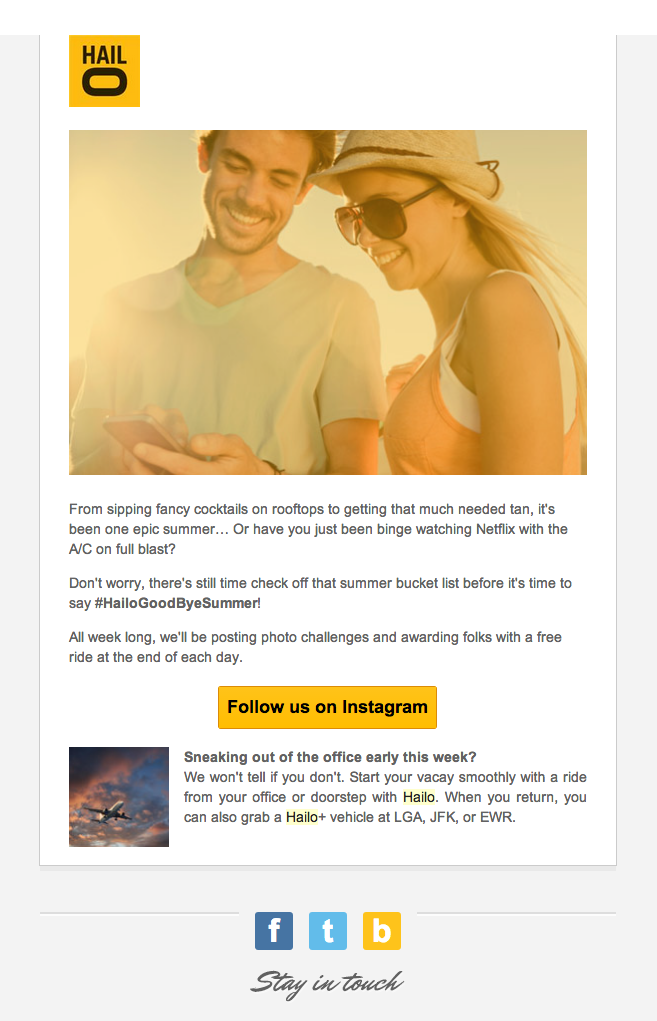 HAIL
O
From sipping fancy cocktails on rooftops to getting that much needed tan, it's
been one epic summer… Or have you just been binge watching Netflix with the
A/C on full blast?
Don't worry, there's still time check off that summer bucket list before it's time to
say #HailoGoodByeSummer!
All week long, we'll be posting photo challenges and awarding folks with a free
ride at the end of each day.
Follow us on Instagram
Sneaking out of the office early this week?
We won't tell if you don't. Start your vacay smoothly with a ride
from your office or doorstep with Hailo. When you return, you
can also grab a Hailo+ vehicle at LGA, JFK, or EWR.
f t b
Stay in touch